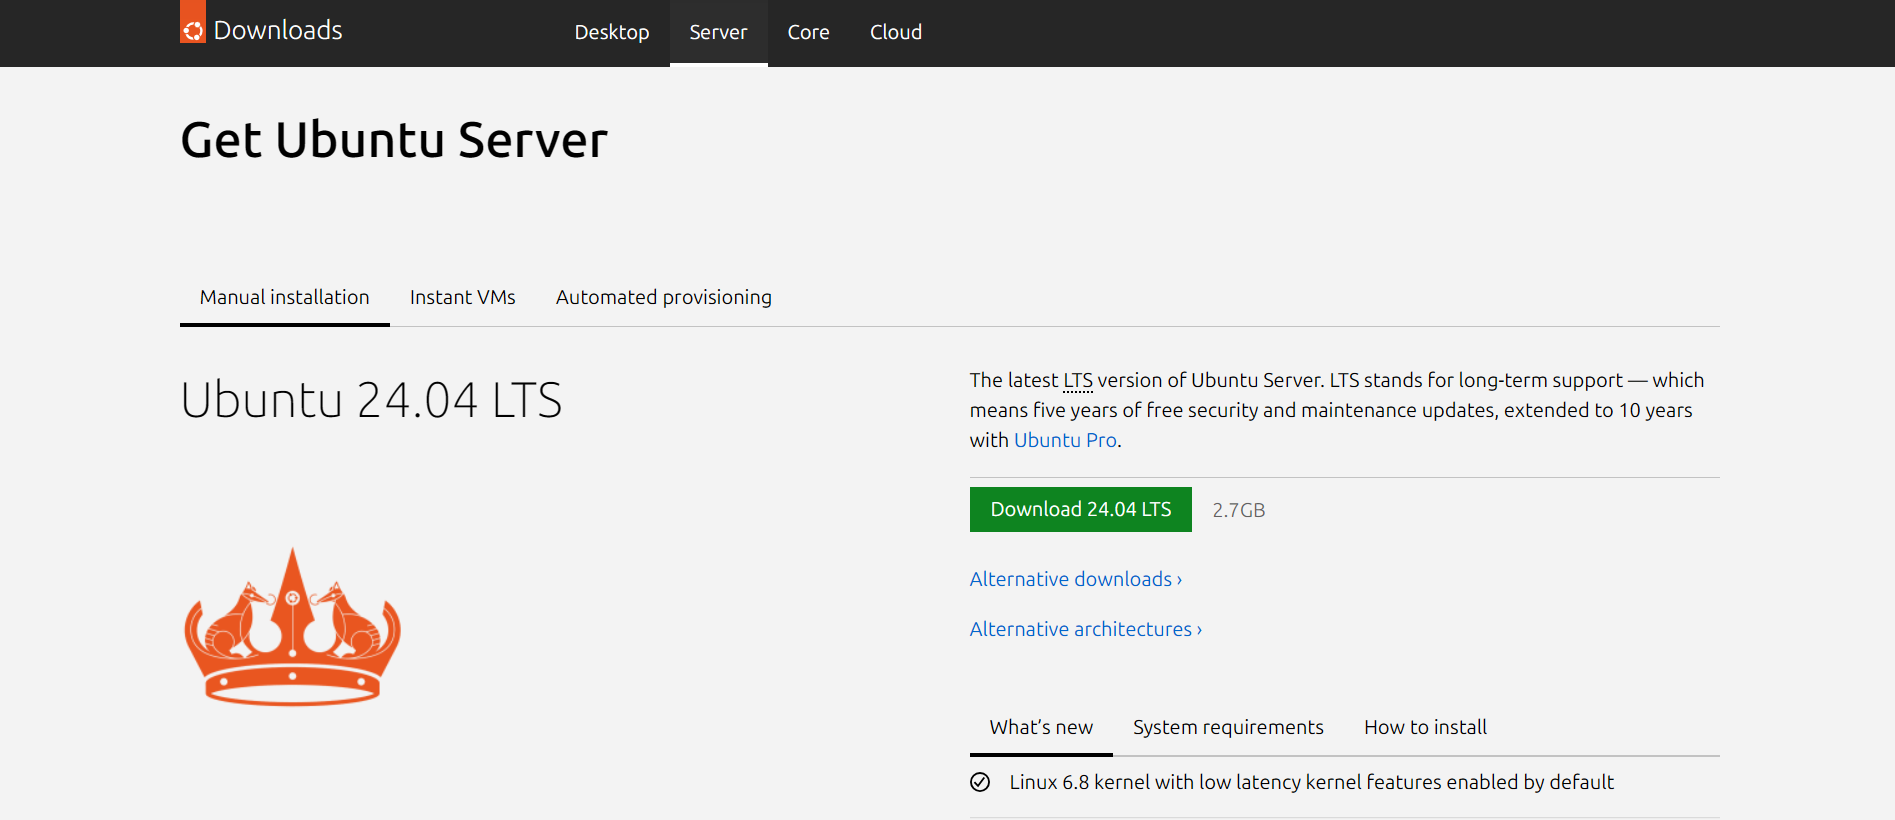 Downloads
Desktop
Server
Core
Cloud
Get Ubuntu Server
Manual installation
Instant VMs
Automated provisioning
Ubuntu 24.04 LTS
The latest LTS version of Ubuntu Server. LTS stands for long-term support — which
means five years of free security and maintenance updates, extended to 10 years
with Ubuntu Pro.
Download 24.04 LTS
2.7GB
Alternative downloads ›
Alternative architectures ›
What’s new
System requirements
How to install
Linux 6.8 kernel with low latency kernel features enabled by default